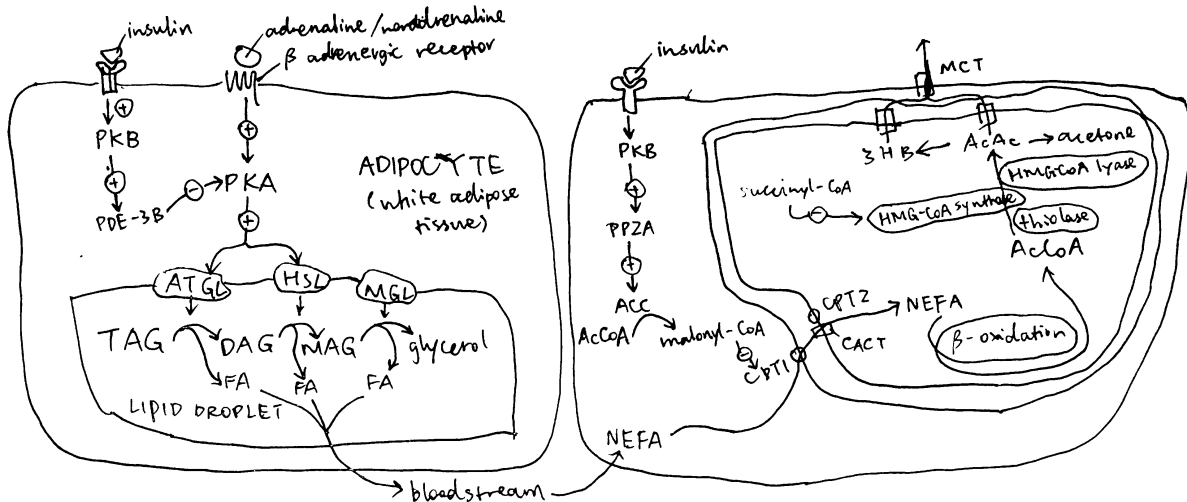 insulin
adrenaline/noradrenaline
β adrenergic receptor
PKB
PDE-3B
PKA
ADIPOCYTE
(white adipose
tissue)
ATGL
HSL
MGL
TAG
DAG
MAG
glycerol
FA
FA
FA
LIPID DROPLET
bloodstream
insulin
PKB
PP2A
ACC
AcCoA
malonyl-CoA
CPT1
NEFA
MCT
3HB
AcAc
acetone
HMGCoA lyase
succinyl-CoA
HMG-CoA synthase
thiolase
AcCoA
CPT2
NEFA
CACT
β-oxidation